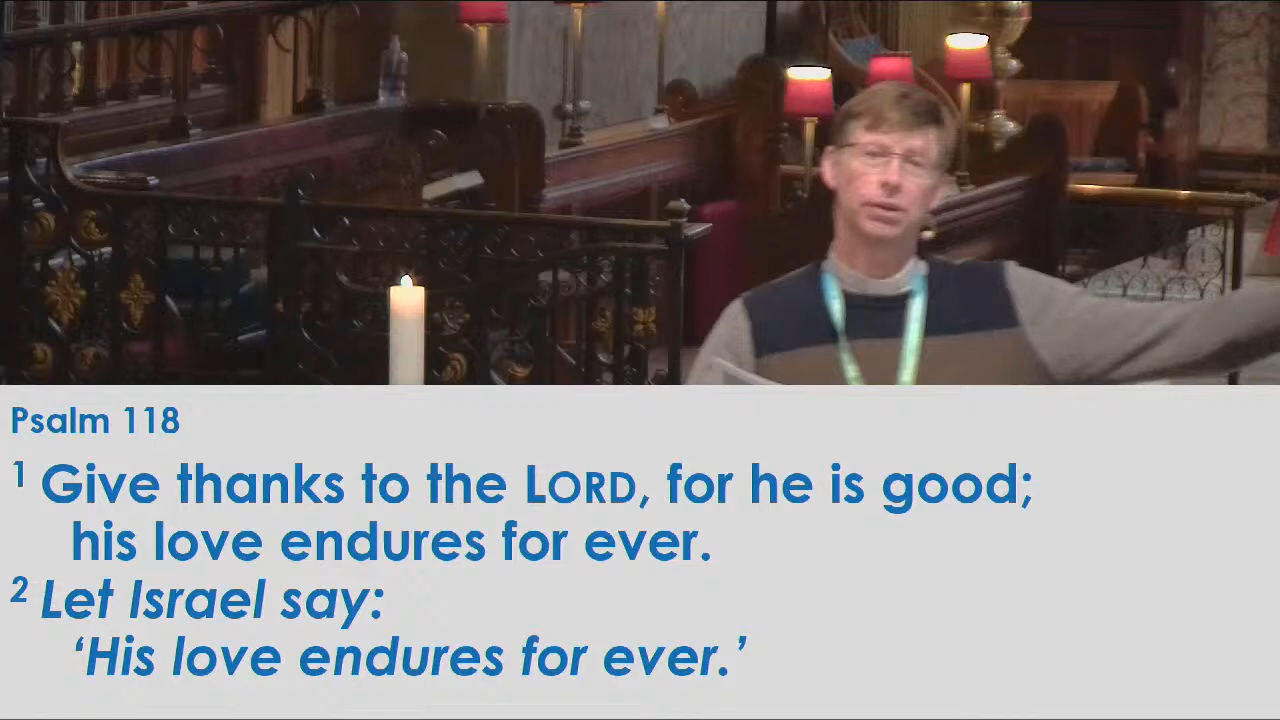 Psalm 118
1 Give thanks to the LORD, for he is good;
his love endures for ever.
2 Let Israel say:
‘His love endures for ever.’